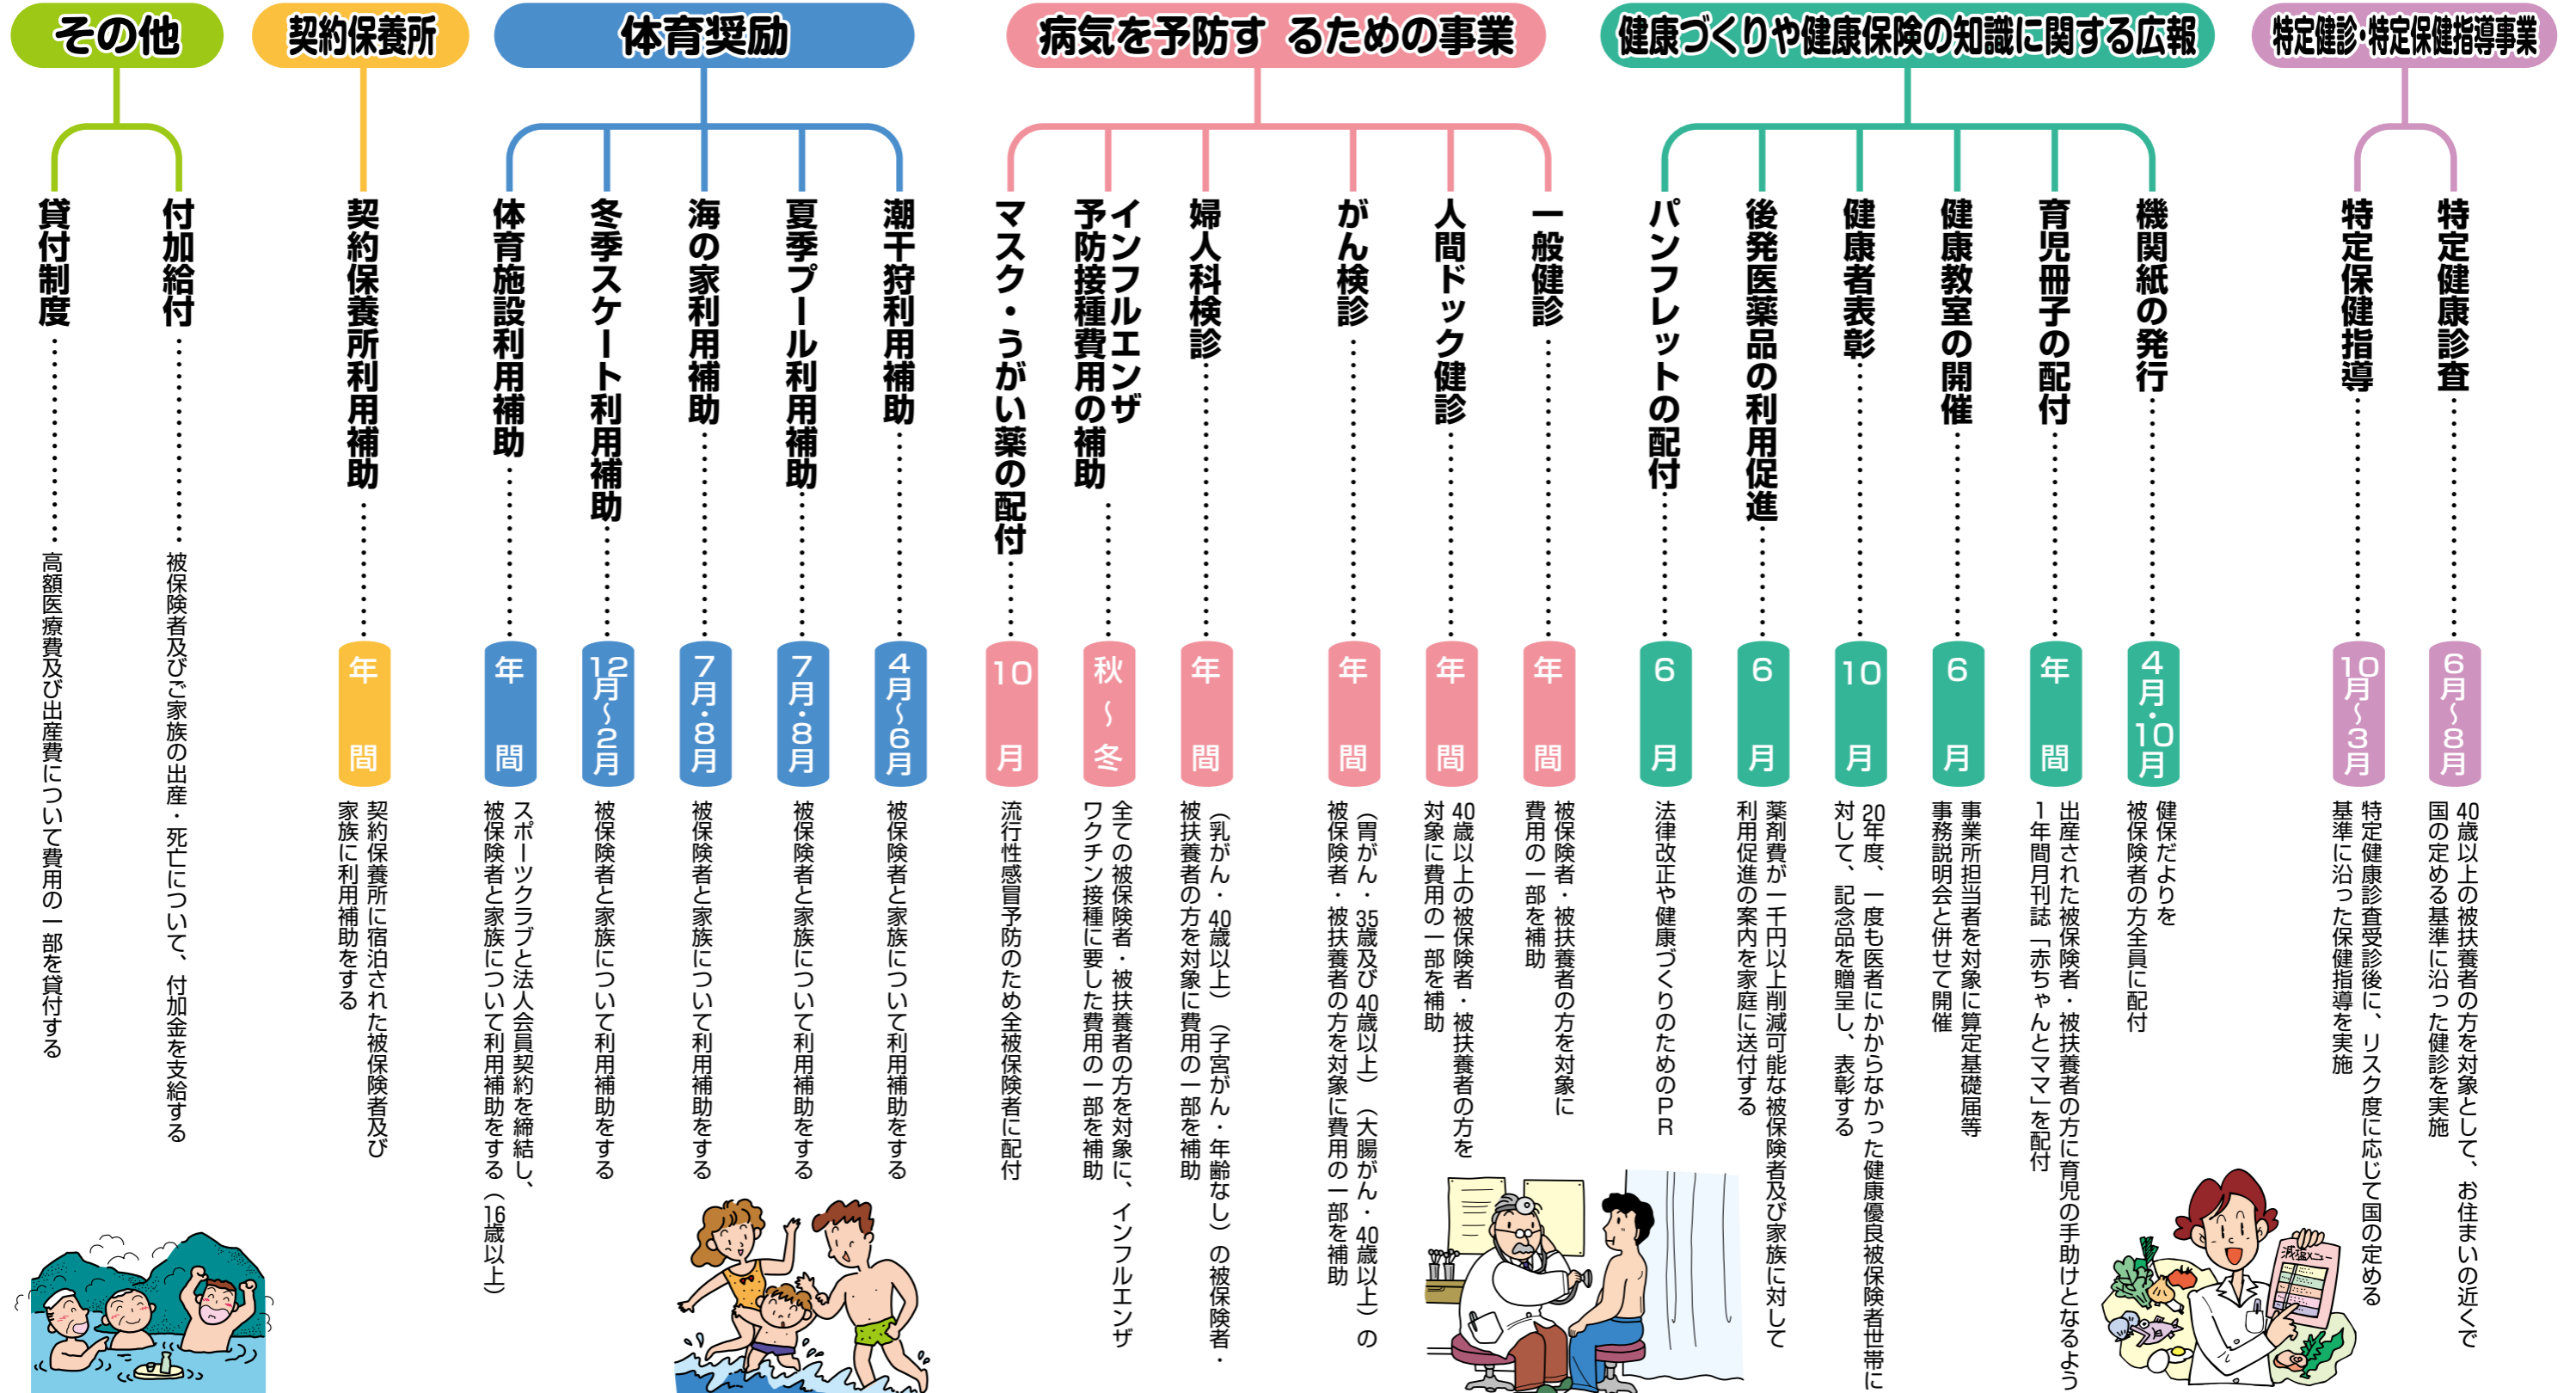 特定健診・特定保健指導事業
特定健康診査
6月～8月
40歳以上の被扶養者の方を対象として、お住まいの近くで
国の定める基準に沿った健診を実施
特定保健指導
10月～3月
特定健康診査受診後に、リスク度に応じて国の定める
基準に沿った保健指導を実施
健康づくりや健康保険の知識に関する広報
機関紙の発行
4月・10月
健保だよりを
被保険者の方全員に配付
育児冊子の配付
年間
出産された被保険者・被扶養者の方に育児の手助けとなるよう
1年間月刊誌「赤ちゃんとママ」を配付
健康教室の開催
6月
事業所担当者を対象に算定基礎届等
事務説明会と併せて開催
健康者表彰
10月
20年度、一度も医者にかからなかった健康優良被保険者世帯に
対して、記念品を贈呈し、表彰する
後発医薬品の利用促進
6月
薬剤費が一千円以上削減可能な被保険者及び家族に対して
利用促進の案内を家庭に送付する
パンフレットの配付
6月
法律改正や健康づくりのためのPR
病気を予防す るための事業
一般健診
年間
被保険者・被扶養者の方を対象に
費用の一部を補助
人間ドック健診
年間
40歳以上の被保険者・被扶養者の方を
対象に費用の一部を補助
がん検診
年間
（胃がん・35歳及び40歳以上）（大腸がん・40歳以上）の
被保険者・被扶養者の方を対象に費用の一部を補助
婦人科検診
年間
（乳がん・40歳以上）（子宮がん・年齢なし）の被保険者・
被扶養者の方を対象に費用の一部を補助
インフルエンザ
予防接種費用の補助
秋～冬
全ての被保険者・被扶養者の方を対象に、インフルエンザ
ワクチン接種に要した費用の一部を補助
マスク・うがい薬の配付
10月
流行性感冒予防のため全被保険者に配付
体育奨励
潮干狩利用補助
4月～6月
被保険者と家族について利用補助をする
夏季プール利用補助
7月・8月
被保険者と家族について利用補助をする
海の家利用補助
7月・8月
被保険者と家族について利用補助をする
冬季スケート利用補助
12月～2月
被保険者と家族について利用補助をする
体育施設利用補助
年間
スポーツクラブと法人会員契約を締結し、
被保険者と家族について利用補助をする（16歳以上）
契約保養所
契約保養所利用補助
年間
契約保養所に宿泊された被保険者及び
家族に利用補助をする
その他
付加給付
被保険者及びご家族の出産・死亡について、付加金を支給する
貸付制度
高額医療費及び出産費について費用の一部を貸付する
減塩メニュー